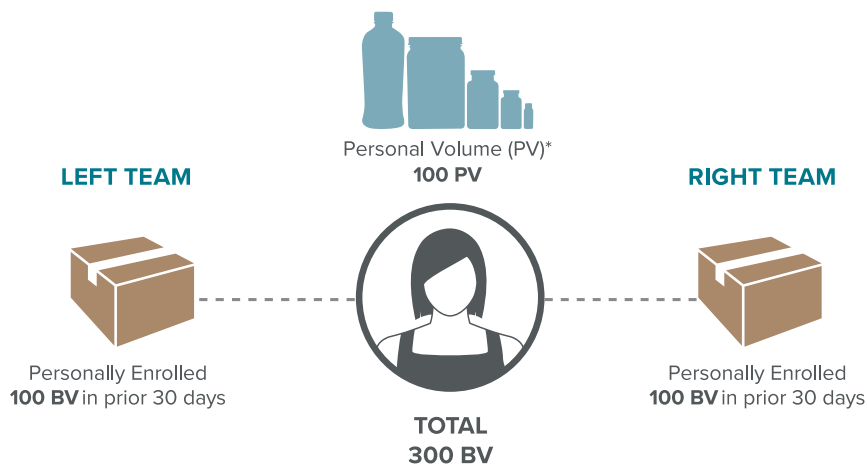 Personal Volume (PV)*
100 PV
LEFT TEAM
RIGHT TEAM
Personally Enrolled
100 BV in prior 30 days
Personally Enrolled
100 BV in prior 30 days
TOTAL
300 BV